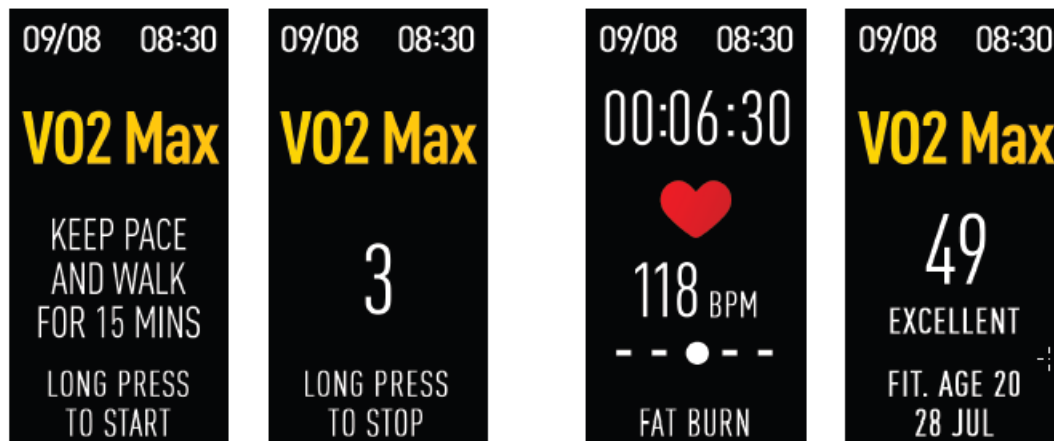 09/08 08:30
VO2 Max
KEEP PACE
AND WALK
FOR 15 MINS
LONG PRESS
TO START
09/08 08:30
VO2 Max
3
LONG PRESS
TO STOP
09/08 08:30
00:06:30
118 BPM
FAT BURN
09/08 08:30
VO2 Max
49
EXCELLENT
FIT. AGE 20
28 JUL